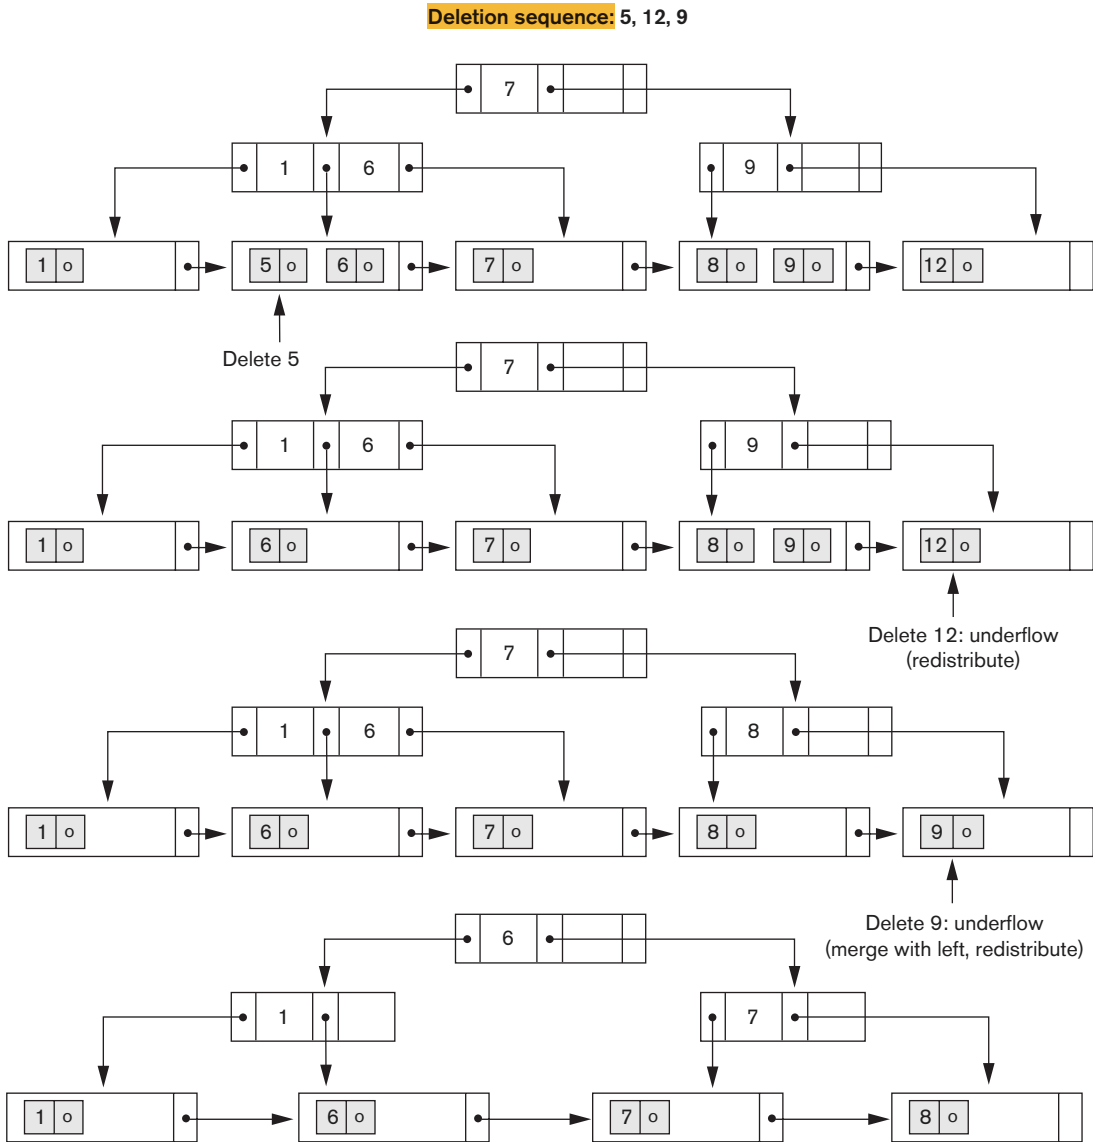 Deletion sequence: 5, 12, 9
7
1 6 9
1 o 5 o 6 o 7 o 8 o 9 o 12 o
Delete 5
7
1 6 9
1 o 6 o 7 o 8 o 9 o 12 o
Delete 12: underflow
(redistribute)
7
1 6 8
1 o 6 o 7 o 8 o 9 o
Delete 9: underflow
(merge with left, redistribute)
6
1 7
1 o 6 o 7 o 8 o